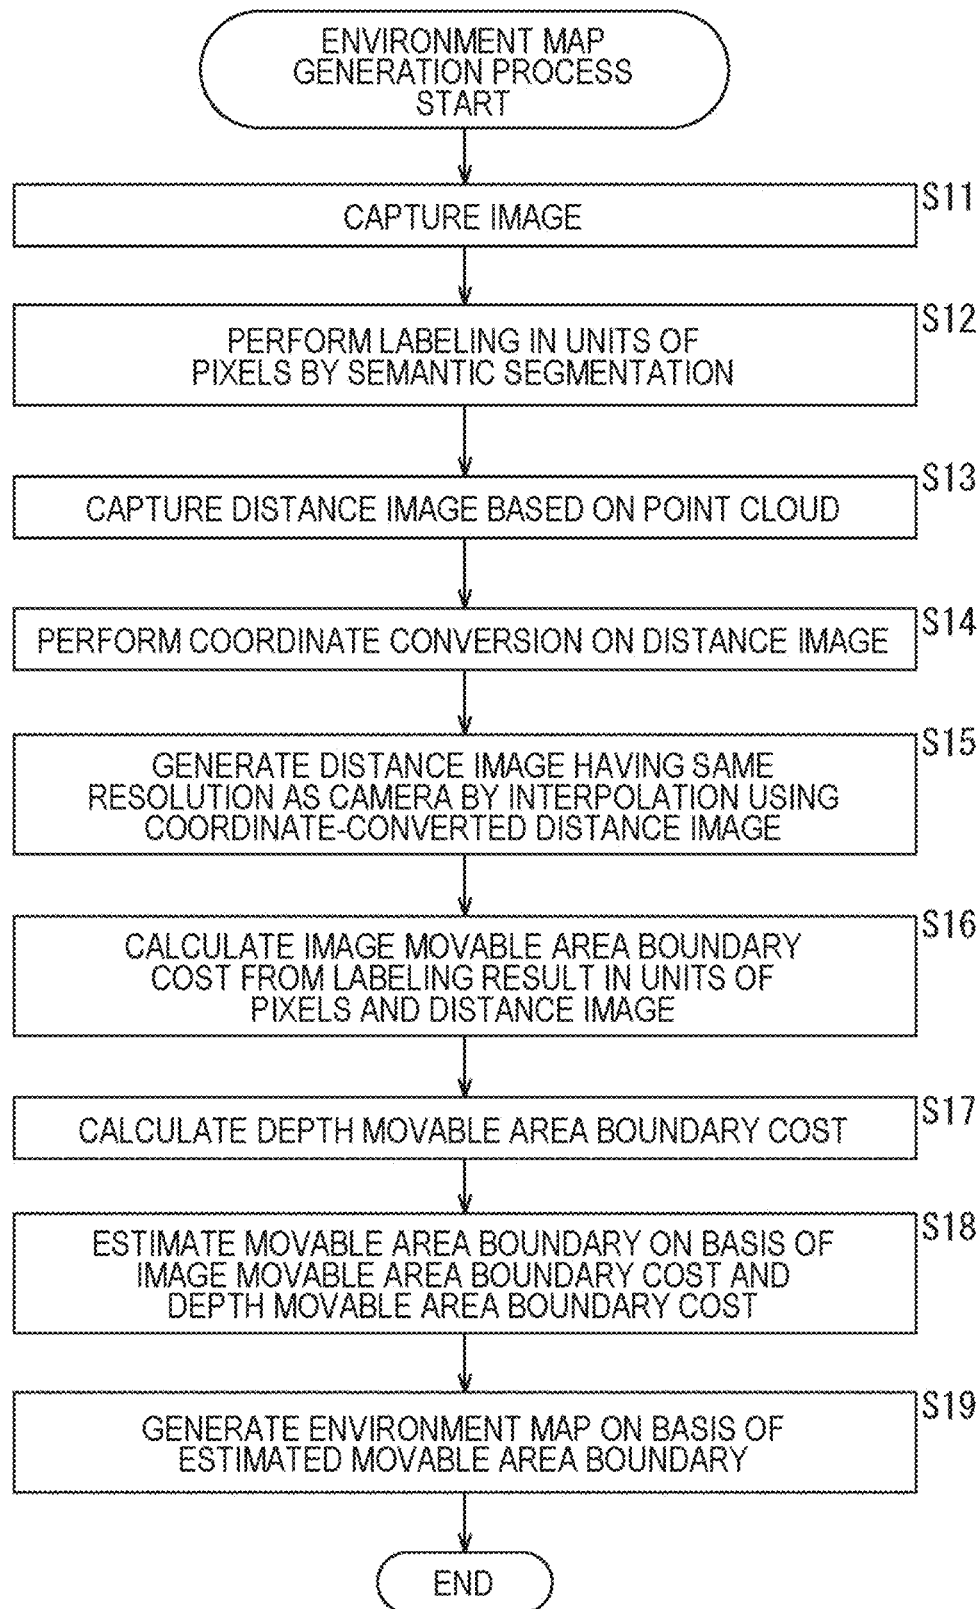 ENVIRONMENT MAP
GENERATION PROCESS
START
S11
CAPTURE IMAGE
S12
PERFORM LABELING IN UNITS OF
PIXELS BY SEMANTIC SEGMENTATION
S13
CAPTURE DISTANCE IMAGE BASED ON POINT CLOUD
S14
PERFORM COORDINATE CONVERSION ON DISTANCE IMAGE
S15
GENERATE DISTANCE IMAGE HAVING SAME
RESOLUTION AS CAMERA BY INTERPOLATION USING
COORDINATE-CONVERTED DISTANCE IMAGE
S16
CALCULATE IMAGE MOVABLE AREA BOUNDARY
COST FROM LABELING RESULT IN UNITS OF
PIXELS AND DISTANCE IMAGE
S17
CALCULATE DEPTH MOVABLE AREA BOUNDARY COST
S18
ESTIMATE MOVABLE AREA BOUNDARY ON BASIS OF
IMAGE MOVABLE AREA BOUNDARY COST AND
DEPTH MOVABLE AREA BOUNDARY COST
S19
GENERATE ENVIRONMENT MAP ON BASIS OF
ESTIMATED MOVABLE AREA BOUNDARY
END